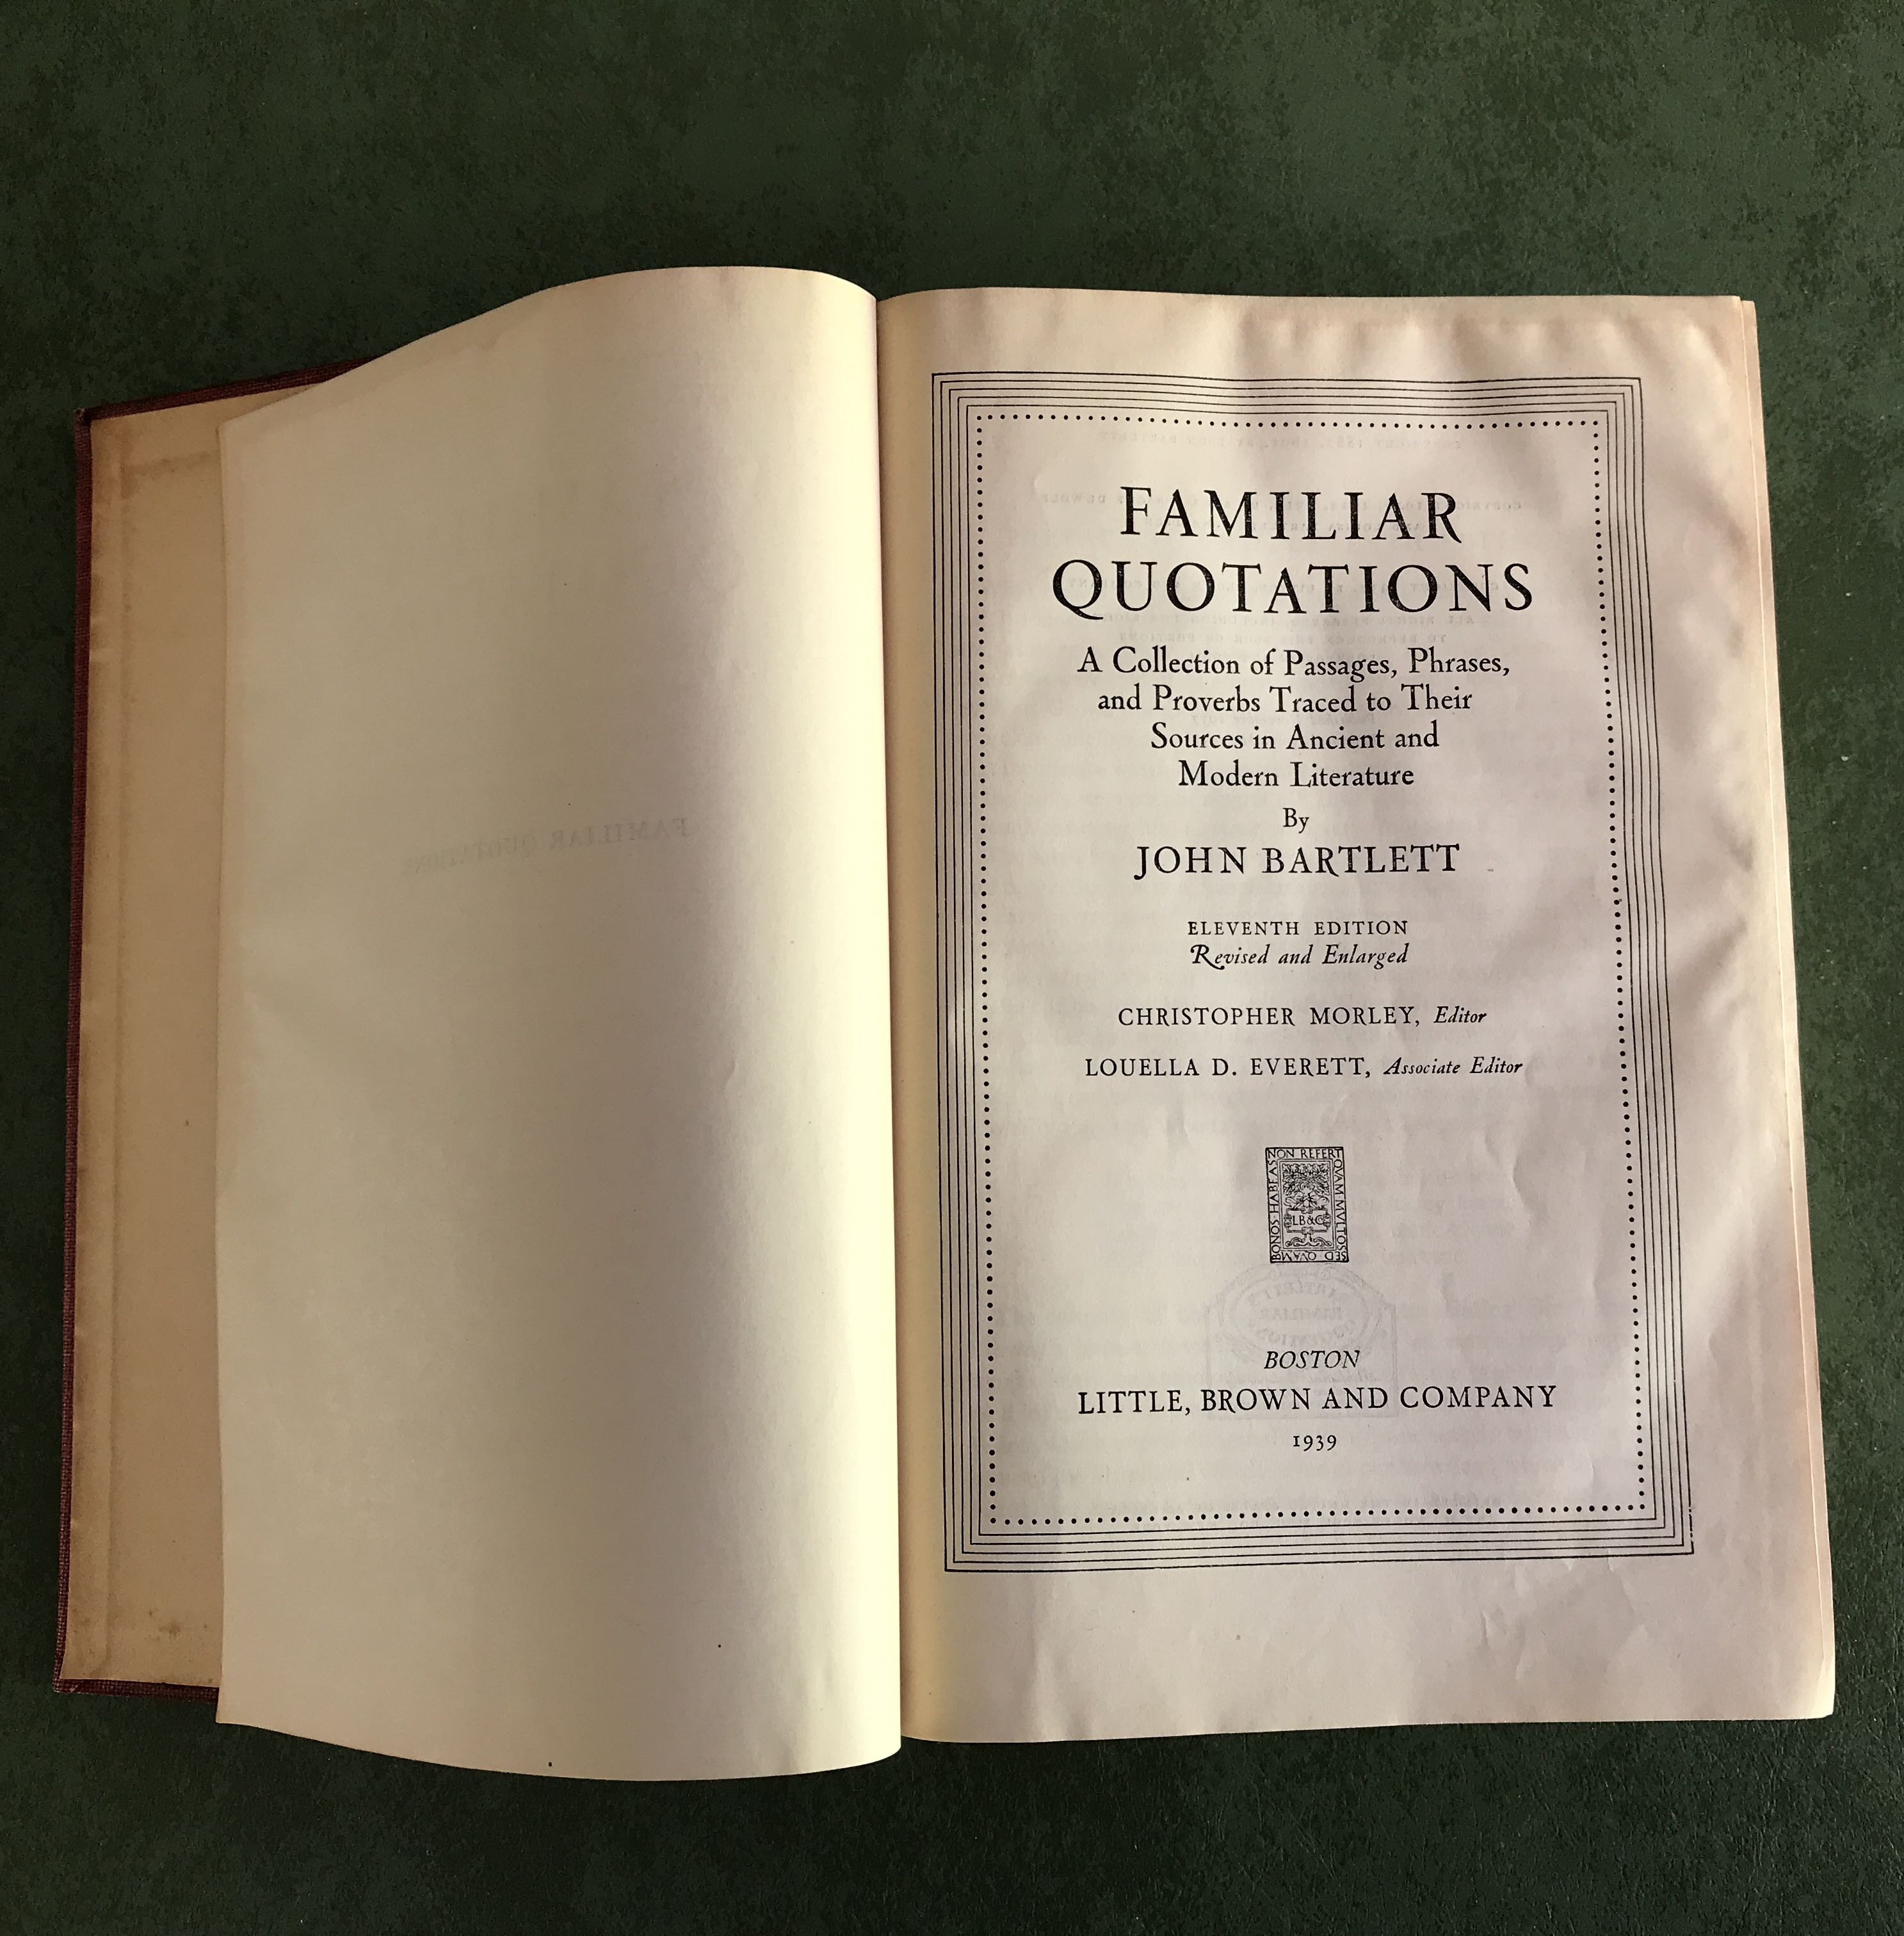 FAMILIAR QUOTATIONS
FAMILIAR
QUOTATIONS
A Collection of Passages, Phrases,
and Proverbs Traced to Their
Sources in Ancient and
Modern Literature
By
JOHN BARTLETT
ELEVENTH EDITION
Revised and Enlarged
CHRISTOPHER MORLEY, Editor
LOUELLA D. EVERETT, Associate Editor
NON REFERT
QVAM MVLTOS
SED QVAM
BONOS HABEAS
LB&C
BOSTON
LITTLE, BROWN AND COMPANY
1939